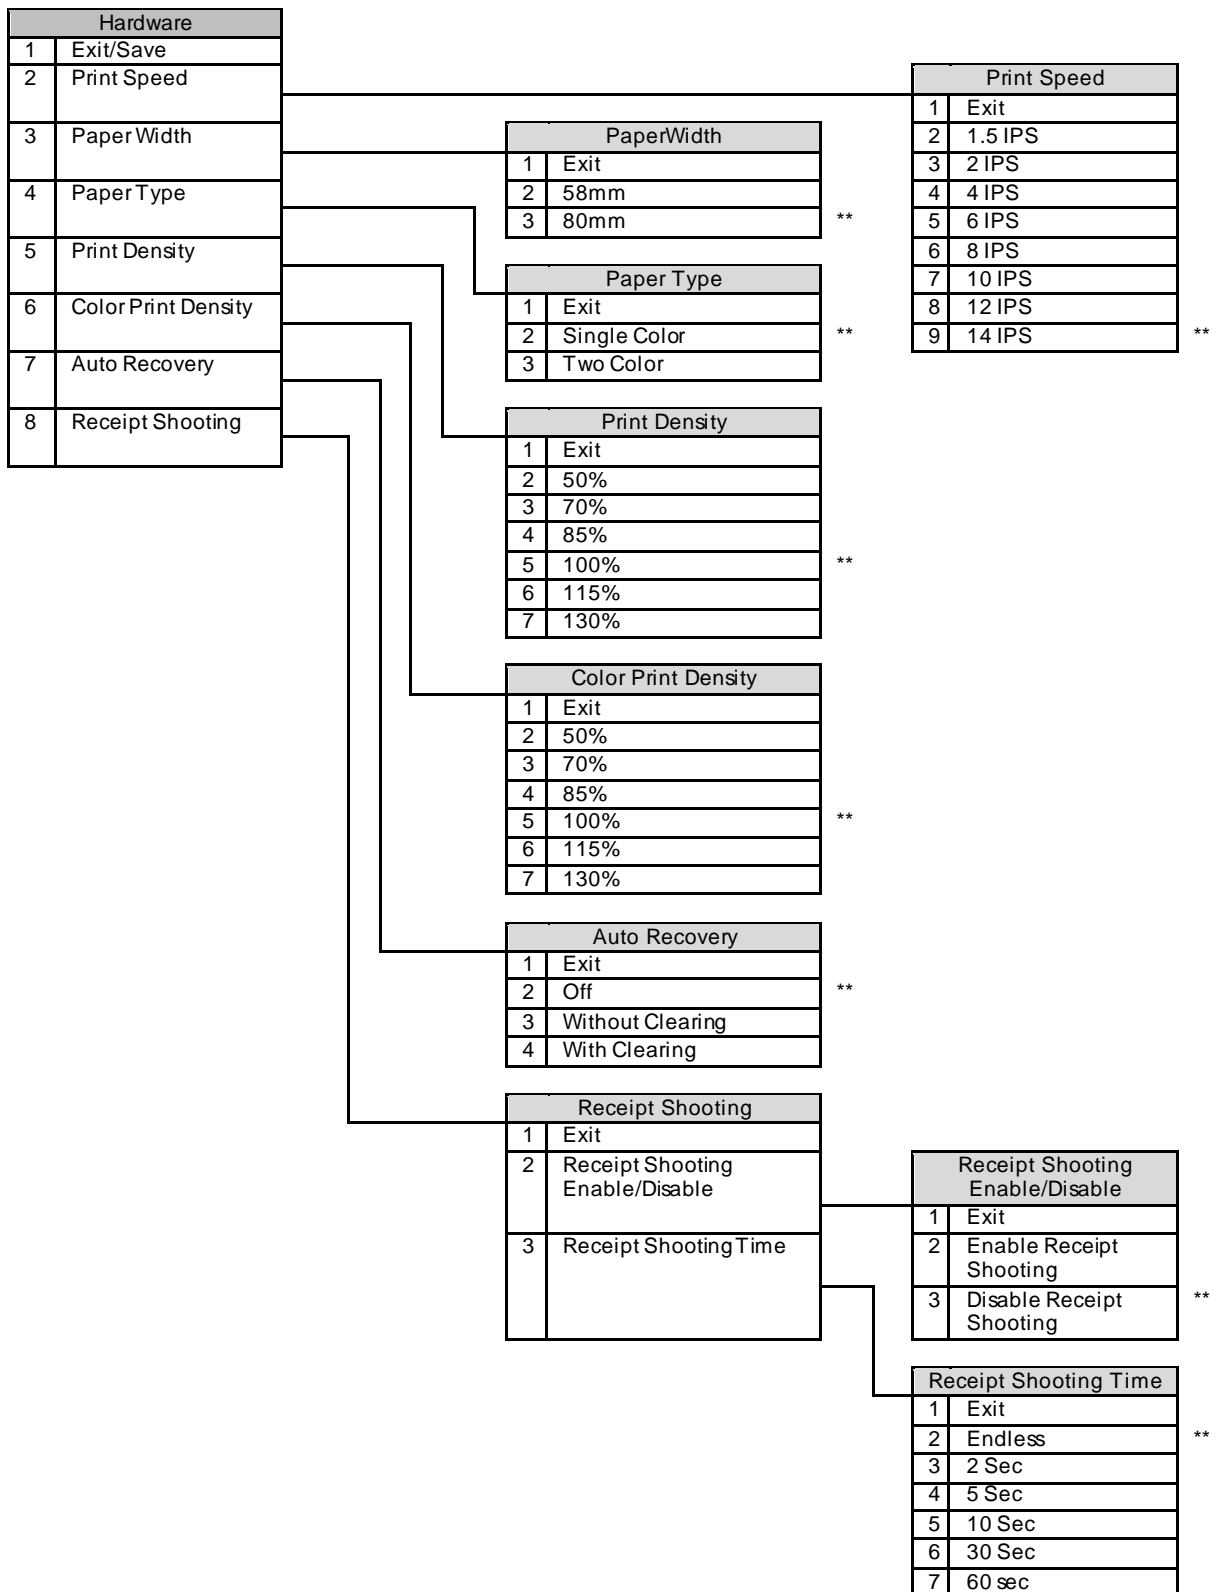 Hardware
1 Exit/Save
2 Print Speed
3 Paper Width
4 Paper Type
5 Print Density
6 Color Print Density
7 Auto Recovery
8 Receipt Shooting
Print Speed
1 Exit
2 1.5 IPS
3 2 IPS
4 4 IPS
5 6 IPS
6 8 IPS
7 10 IPS
8 12 IPS
9 14 IPS **
PaperWidth
1 Exit
2 58mm
3 80mm **
Paper Type
1 Exit
2 Single Color **
3 Two Color
Print Density
1 Exit
2 50%
3 70%
4 85%
5 100% **
6 115%
7 130%
Color Print Density
1 Exit
2 50%
3 70%
4 85%
5 100% **
6 115%
7 130%
Auto Recovery
1 Exit
2 Off **
3 Without Clearing
4 With Clearing
Receipt Shooting
1 Exit
2 Receipt Shooting
Enable/Disable
3 Receipt Shooting Time
Receipt Shooting
Enable/Disable
1 Exit
2 Enable Receipt
Shooting
3 Disable Receipt **
Shooting
Receipt Shooting Time
1 Exit
2 Endless **
3 2 Sec
4 5 Sec
5 10 Sec
6 30 Sec
7 60 sec